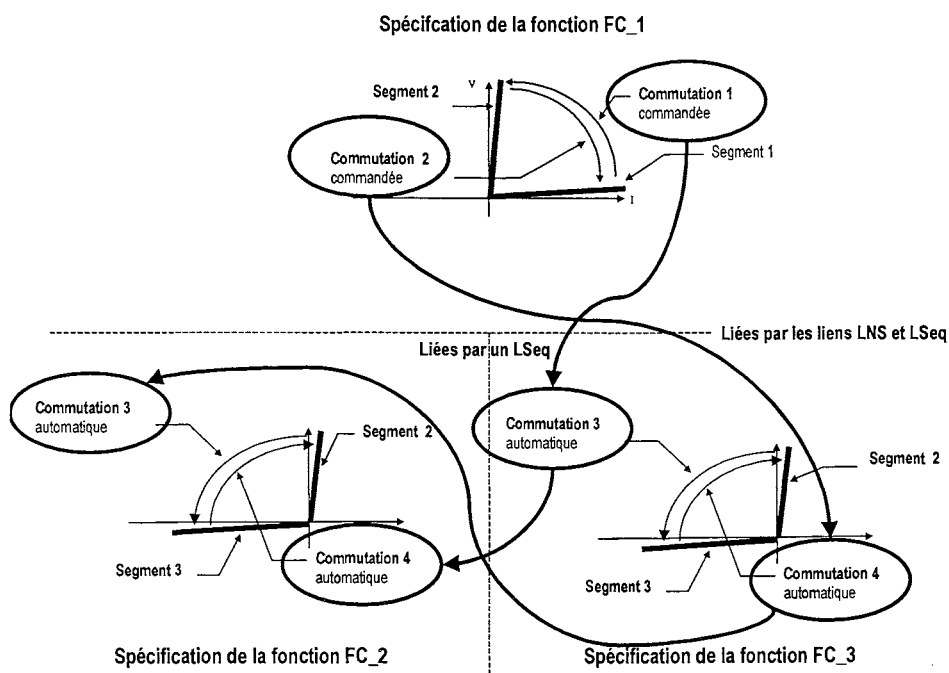 Spécifcation de la fonction FC_1
V
Segment 2
Commutation 1
commandée
Commutation 2
commandée
Segment 1
I
Liées par les liens LNS et LSeq
Liées par un LSeq
Commutation 3
automatique
Segment 2
Segment 3
Commutation 4
automatique
Commutation 3
automatique
Segment 2
Segment 3
Commutation 4
automatique
Spécification de la fonction FC_2
Spécification de la fonction FC_3